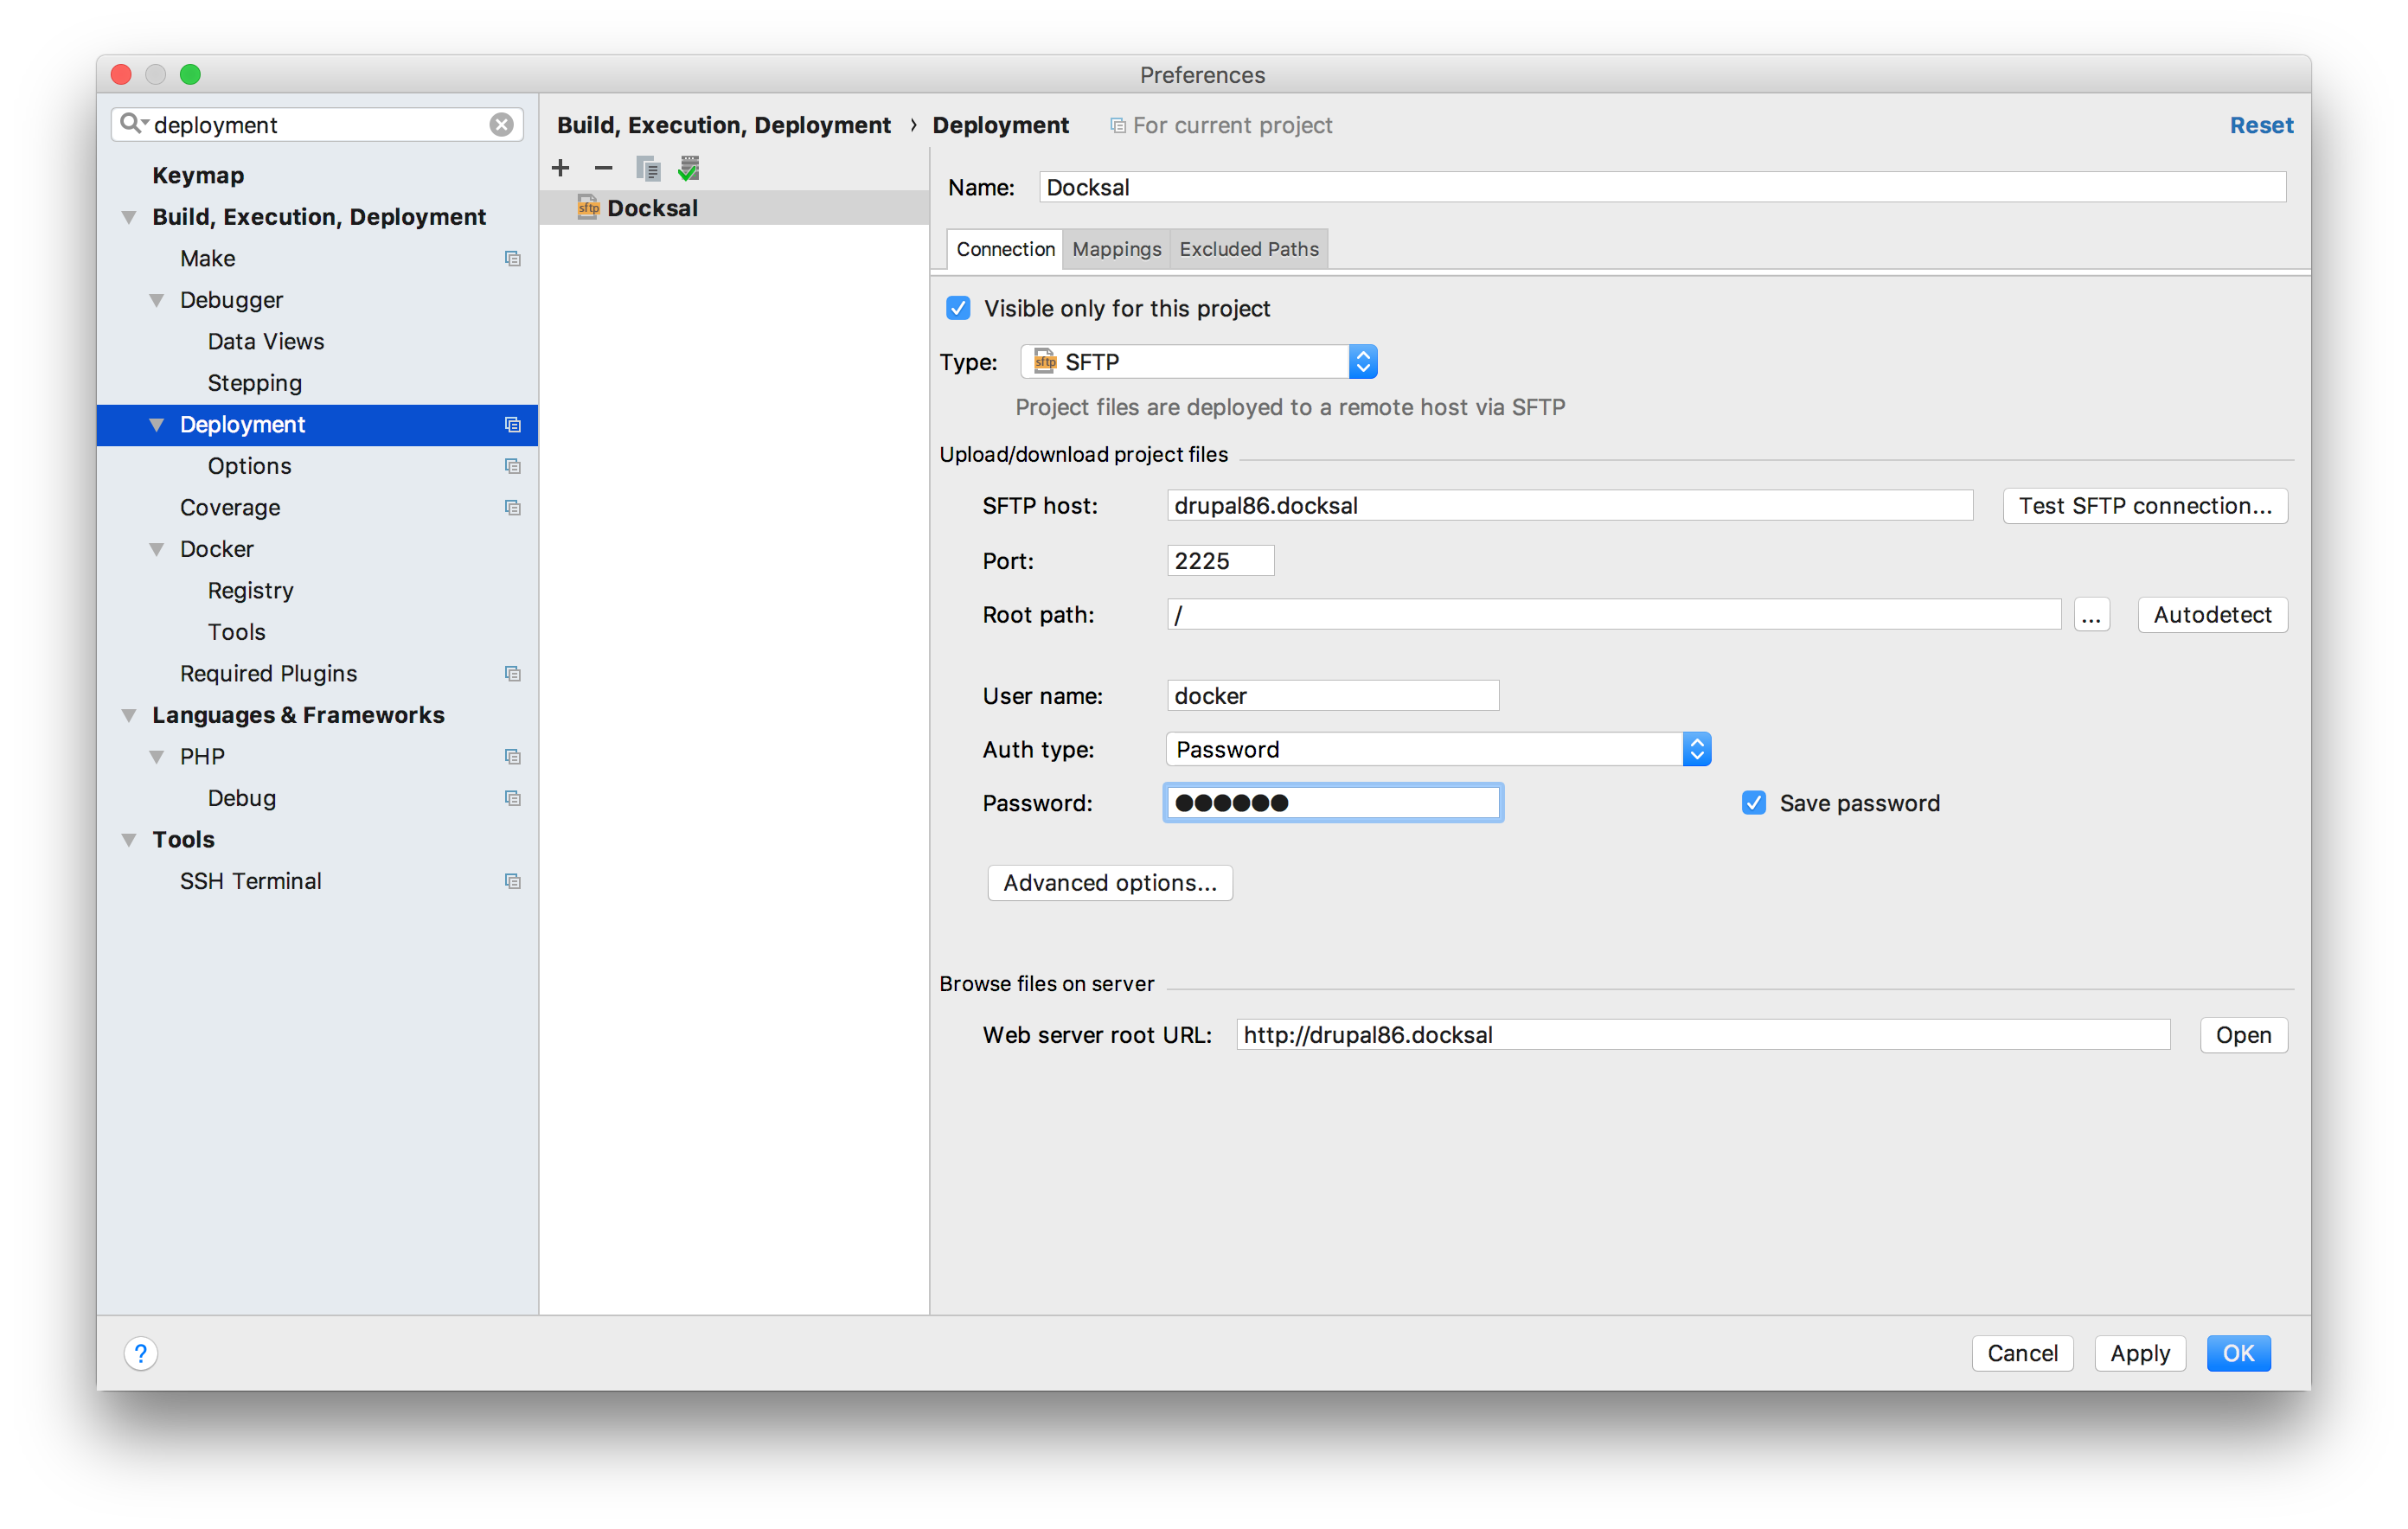 Preferences
deployment
Keymap
Build, Execution, Deployment
Make
Debugger
Data Views
Stepping
Deployment
Options
Coverage
Docker
Registry
Tools
Required Plugins
Languages & Frameworks
PHP
Debug
Tools
SSH Terminal
Build, Execution, Deployment › Deployment For current project Reset
sftp Docksal
Name: Docksal
Connection Mappings Excluded Paths
Visible only for this project
Type: sftp SFTP
Project files are deployed to a remote host via SFTP
Upload/download project files
SFTP host: drupal86.docksal Test SFTP connection...
Port: 2225
Root path: / ... Autodetect
User name: docker
Auth type: Password
Password: ●●●●●● Save password
Advanced options...
Browse files on server
Web server root URL: http://drupal86.docksal Open
? Cancel Apply OK